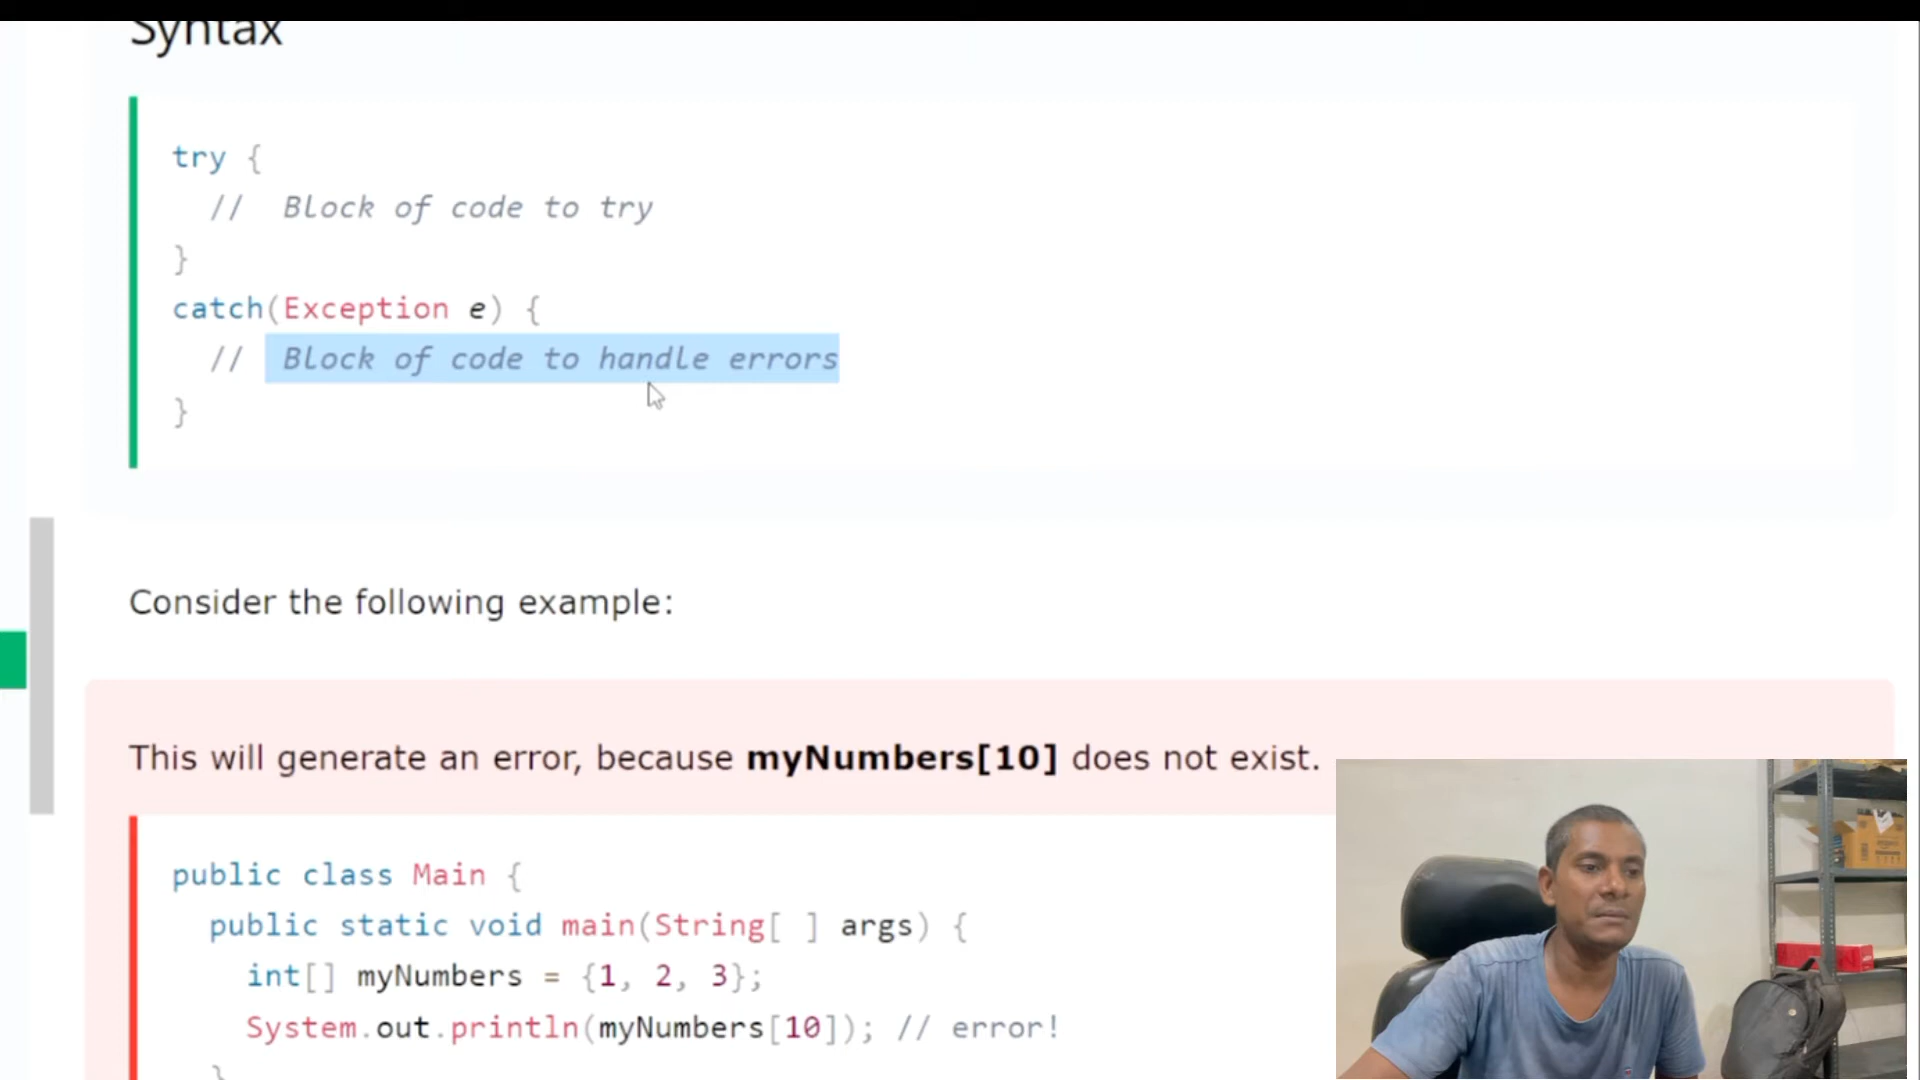 Syntax
try {
// Block of code to try
}
catch(Exception e) {
// Block of code to handle errors
}
Consider the following example:
This will generate an error, because myNumbers[10] does not exist.
public class Main {
public static void main(String[ ] args) {
int[] myNumbers = {1, 2, 3};
System.out.println(myNumbers[10]); // error!
}